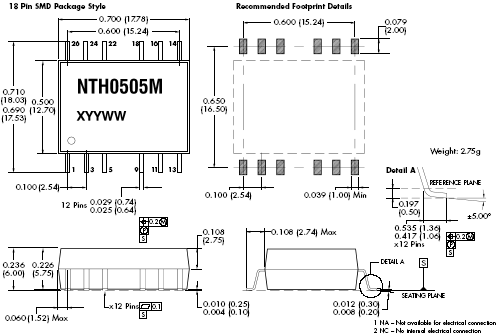 18 Pin SMD Package Style
Recommended Footprint Details
0.700 (17.78)
0.600 (15.24)
0.600 (15.24)
0.079
(2.00)
26 24 22 18 16 14
0.710
(18.03)
0.690
(17.53)
0.500
(12.70)
NTH0505M
XYYWW
0.650
(16.50)
Weight: 2.75g
1 3 5 9 11 13
0.100 (2.54)
12 Pins
0.029 (0.74)
0.025 (0.64)
0.100 (2.54)
0.039 (1.00) Min
Detail A
REFERENCE PLANE
0.197
(0.50)
±5.00°
0.535 (1.36)
0.417 (1.06)
x12 Pins
0.2
S
0.2
S
0.236
(6.00)
0.226
(5.75)
0.108
(2.75)
0.108 (2.74) Max
DETAIL A
S
SEATING PLANE
0.060 (1.52) Max
x12 Pins
0.1
S
0.010 (0.25)
0.004 (0.10)
0.012 (0.30)
0.008 (0.20)
1 NA – Not available for electrical connection
2 NC – No internal electrical connection